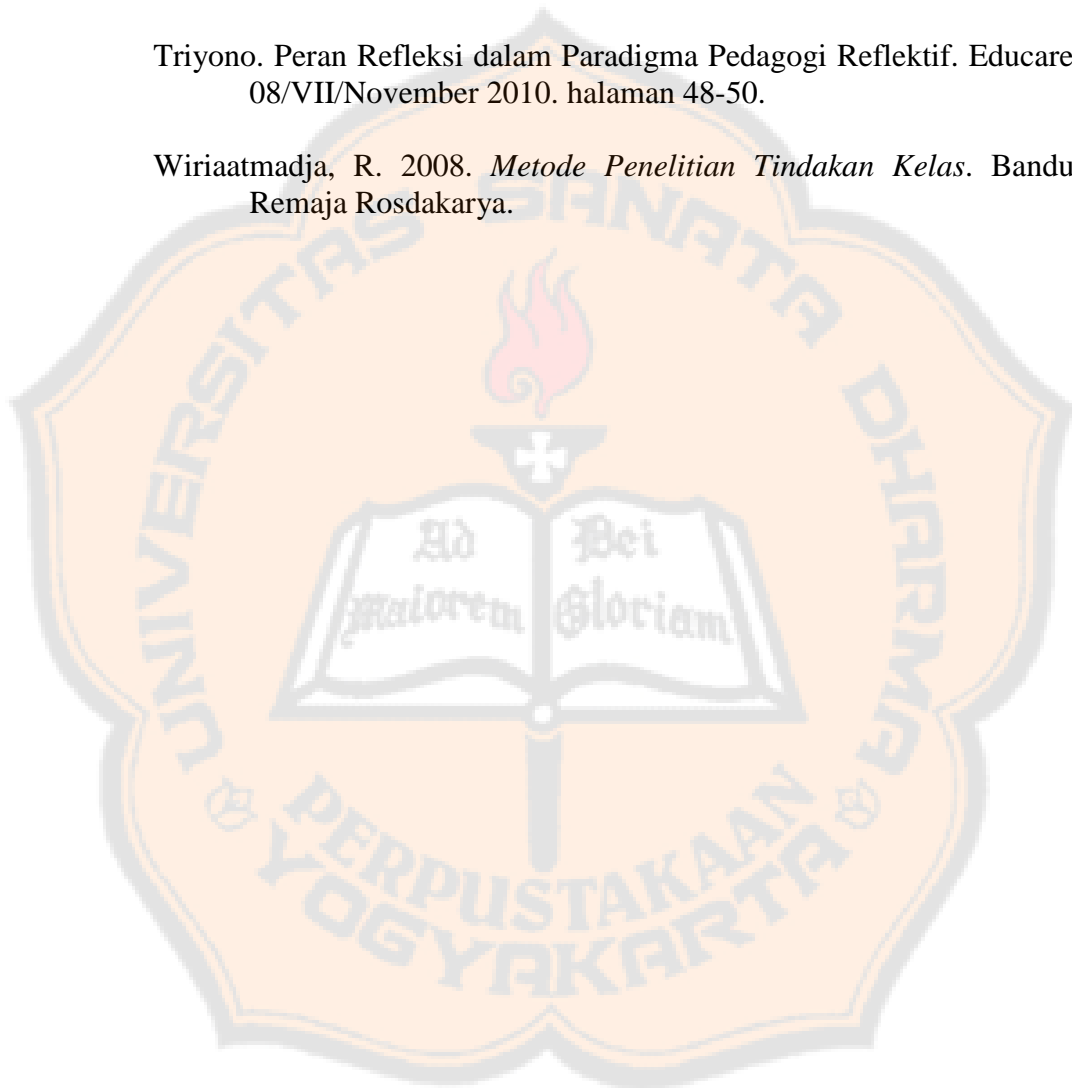 Triyono. Peran Refleksi dalam Paradigma Pedagogi Reflektif. Educare
08/VII/November 2010. halaman 48-50.
Wiriaatmadja, R. 2008. Metode Penelitian Tindakan Kelas. Bandu
Remaja Rosdakarya.
UNIVERSITAS SANATA DHARMA
Ad Dei
maiorem Gloriam
PERPUSTAKAAN
YOGYAKARTA